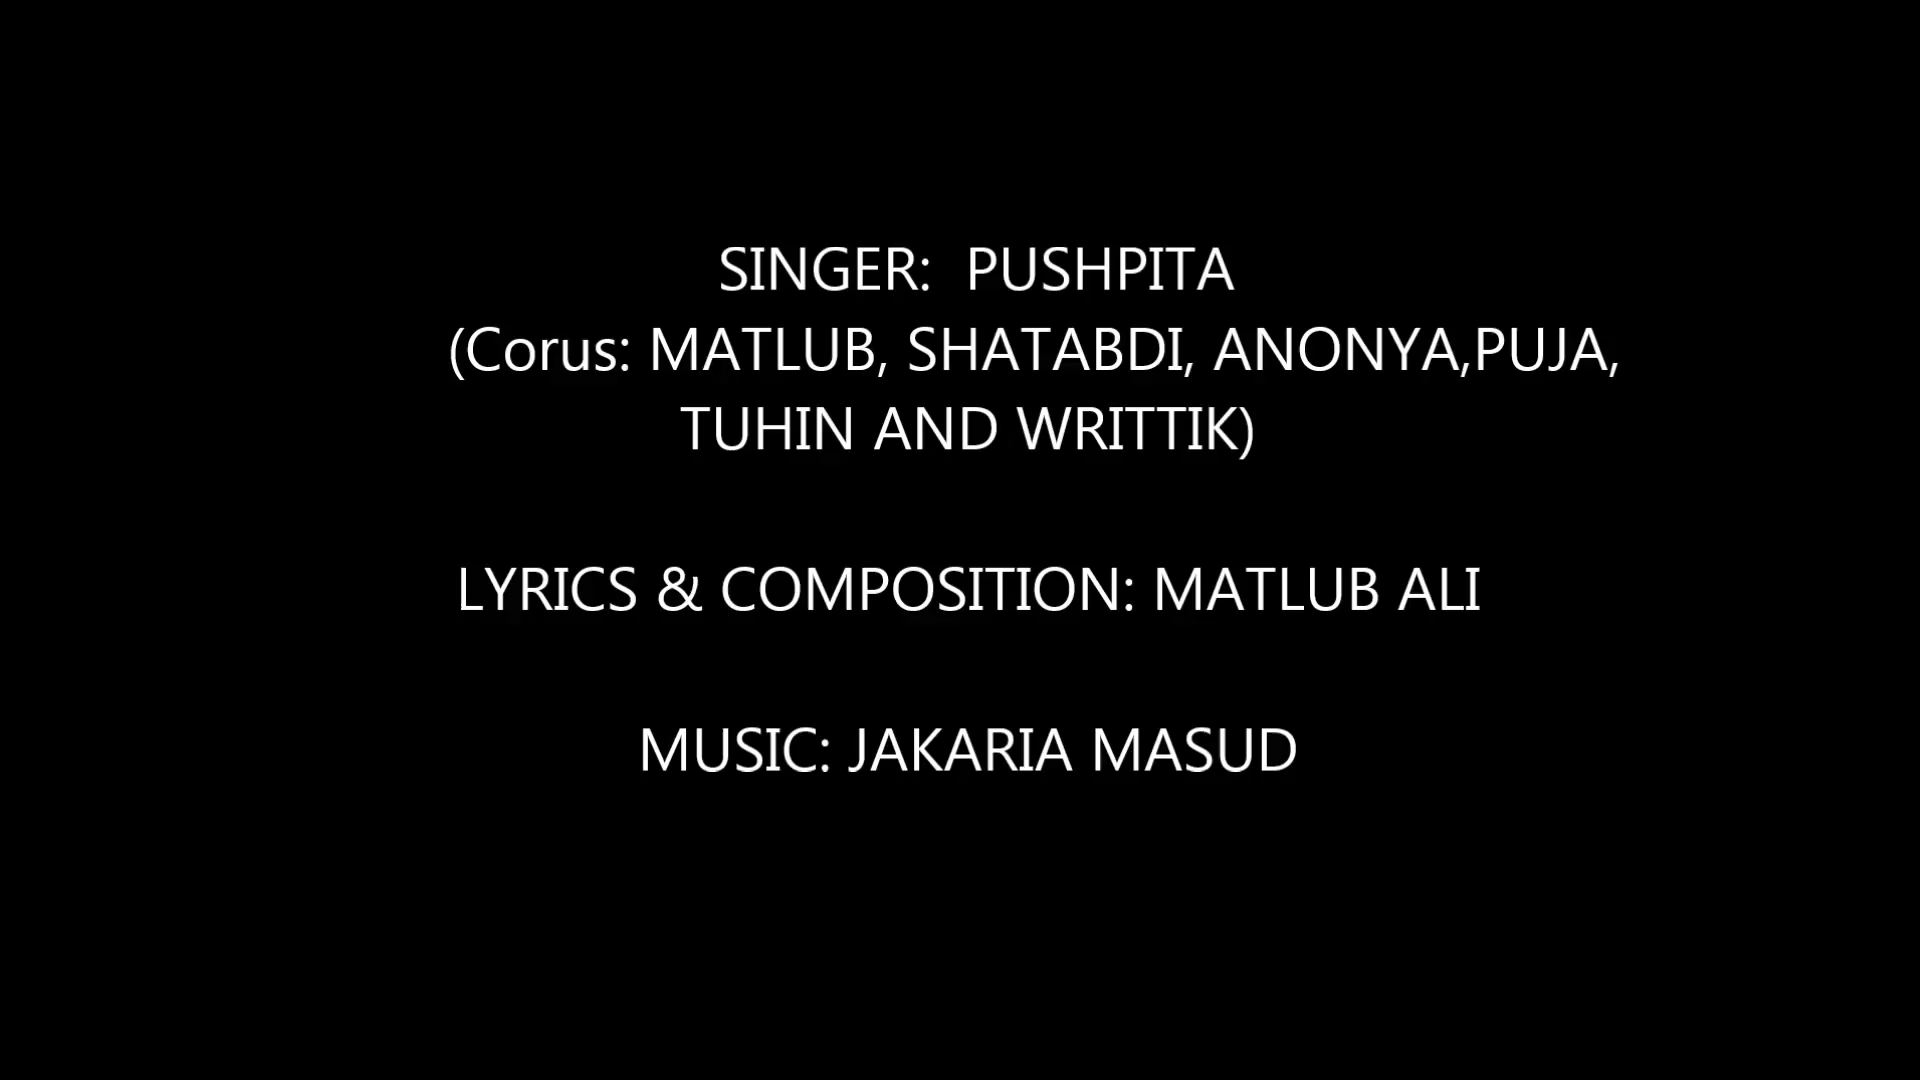 SINGER:  PUSHPITA
(Corus: MATLUB, SHATABDI, ANONYA,PUJA,
TUHIN AND WRITTIK)
LYRICS & COMPOSITION: MATLUB ALI
MUSIC: JAKARIA MASUD